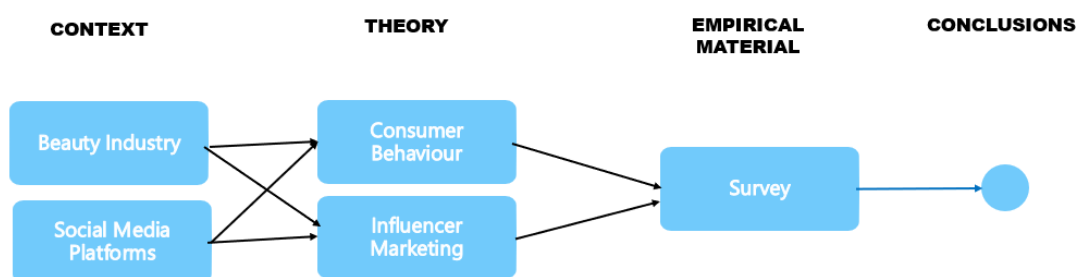 CONTEXT
THEORY
EMPIRICAL
MATERIAL
CONCLUSIONS
Beauty Industry
Consumer
Behaviour
Survey
Social Media
Platforms
Influencer
Marketing